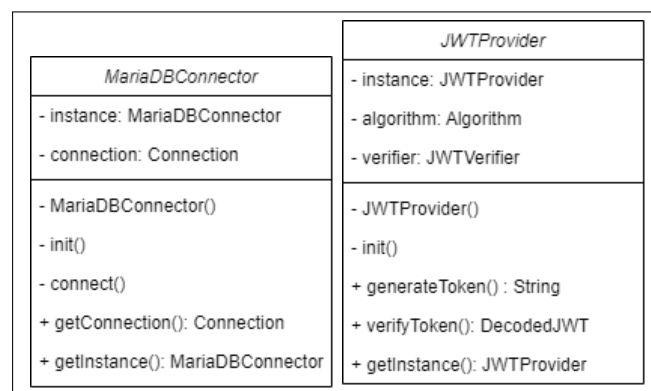 MariaDBConnector
- instance: MariaDBConnector
- connection: Connection
- MariaDBConnector()
- init()
- connect()
+ getConnection(): Connection
+ getInstance(): MariaDBConnector
JWTProvider
- instance: JWTProvider
- algorithm: Algorithm
- verifier: JWTVerifier
- JWTProvider()
- init()
+ generateToken() : String
+ verifyToken(): DecodedJWT
+ getInstance(): JWTProvider